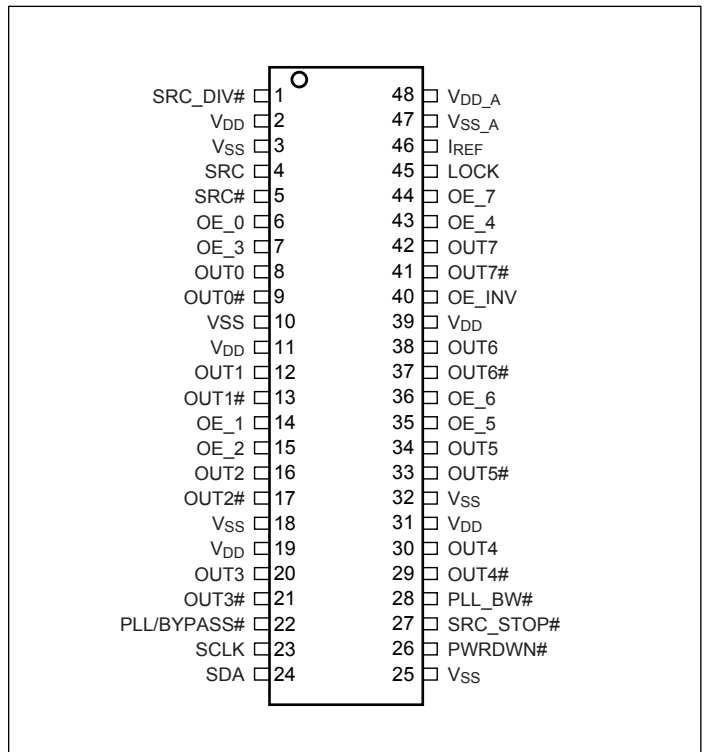 SRC_DIV# 1 48 VDD_A
VDD 2 47 VSS_A
VSS 3 46 IREF
SRC 4 45 LOCK
SRC# 5 44 OE_7
OE_0 6 43 OE_4
OE_3 7 42 OUT7
OUT0 8 41 OUT7#
OUT0# 9 40 OE_INV
VSS 10 39 VDD
VDD 11 38 OUT6
OUT1 12 37 OUT6#
OUT1# 13 36 OE_6
OE_1 14 35 OE_5
OE_2 15 34 OUT5
OUT2 16 33 OUT5#
OUT2# 17 32 VSS
VSS 18 31 VDD
VDD 19 30 OUT4
OUT3 20 29 OUT4#
OUT3# 21 28 PLL_BW#
PLL/BYPASS# 22 27 SRC_STOP#
SCLK 23 26 PWRDWN#
SDA 24 25 VSS